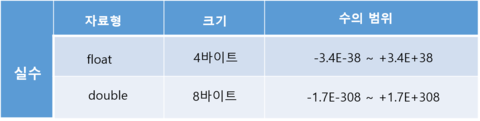 자료형 크기 수의 범위
실수
float 4바이트 -3.4E-38 ~ +3.4E+38
double 8바이트 -1.7E-308 ~ +1.7E+308